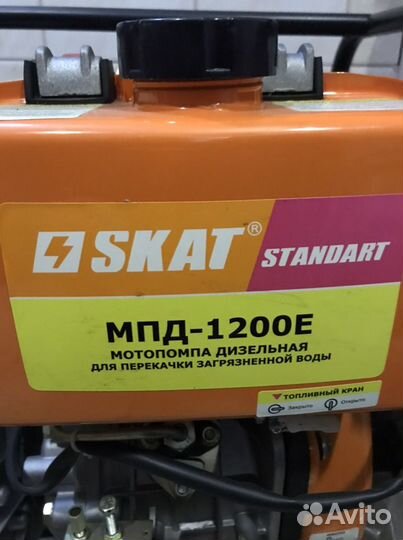 SKAT®
STANDART
МПД-1200Е
МОТОПОМПА ДИЗЕЛЬНАЯ
ДЛЯ ПЕРЕКАЧКИ ЗАГРЯЗНЕННОЙ ВОДЫ
▼ ТОПЛИВНЫЙ КРАН
Закрыто Открыто
Avito